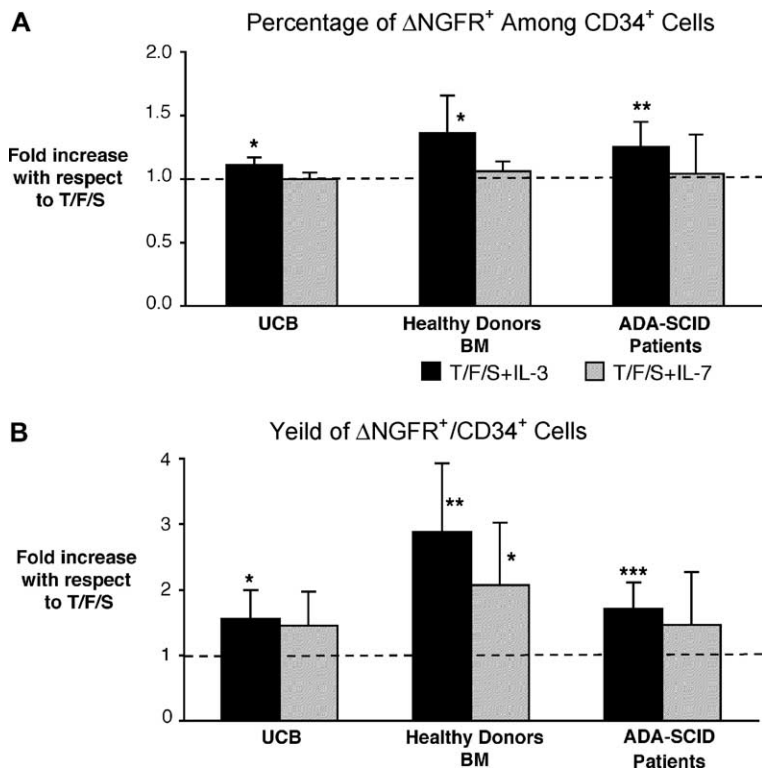 A
Percentage of ΔNGFR⁺ Among CD34⁺ Cells
Fold increase
with respect
to T/F/S
2.0
1.5
1.0
0.5
0.0
*
*
**
UCB
Healthy Donors
BM
ADA-SCID
Patients
T/F/S+IL-3
T/F/S+IL-7
B
Yeild of ΔNGFR⁺/CD34⁺ Cells
Fold increase
with respect
to T/F/S
4
3
2
1
0
*
**
*
***
UCB
Healthy Donors
BM
ADA-SCID
Patients